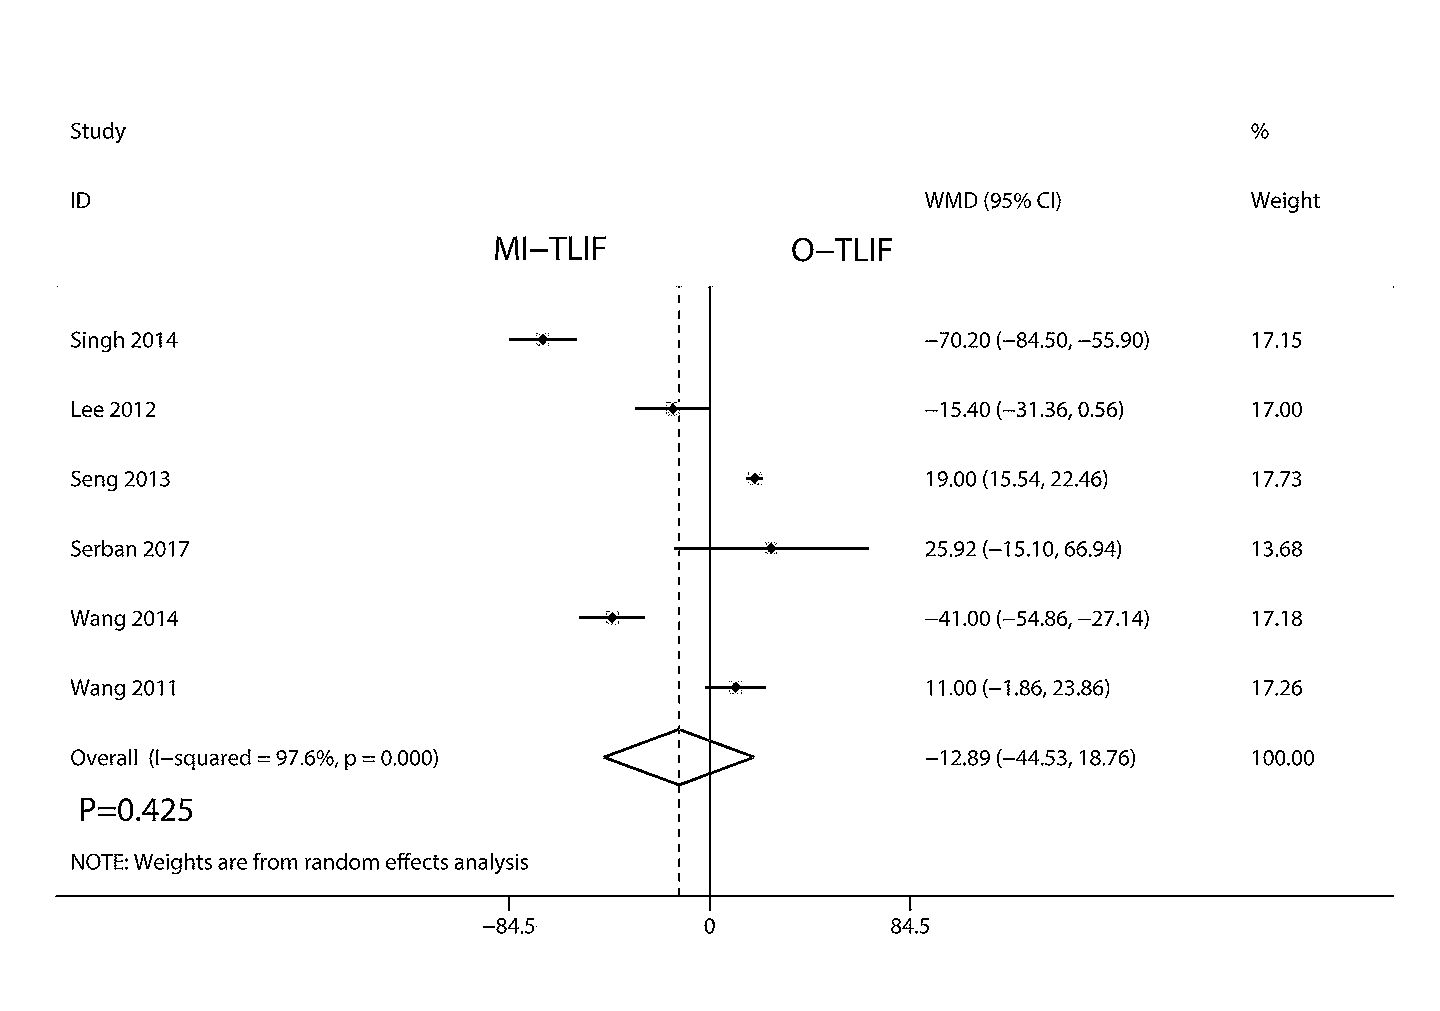 Study %
ID WMD (95% CI) Weight
MI−TLIF O−TLIF
Singh 2014 −70.20 (−84.50, −55.90) 17.15
Lee 2012 −15.40 (−31.36, 0.56) 17.00
Seng 2013 19.00 (15.54, 22.46) 17.73
Serban 2017 25.92 (−15.10, 66.94) 13.68
Wang 2014 −41.00 (−54.86, −27.14) 17.18
Wang 2011 11.00 (−1.86, 23.86) 17.26
Overall (I−squared = 97.6%, p = 0.000) −12.89 (−44.53, 18.76) 100.00
P=0.425
NOTE: Weights are from random effects analysis
−84.5 0 84.5